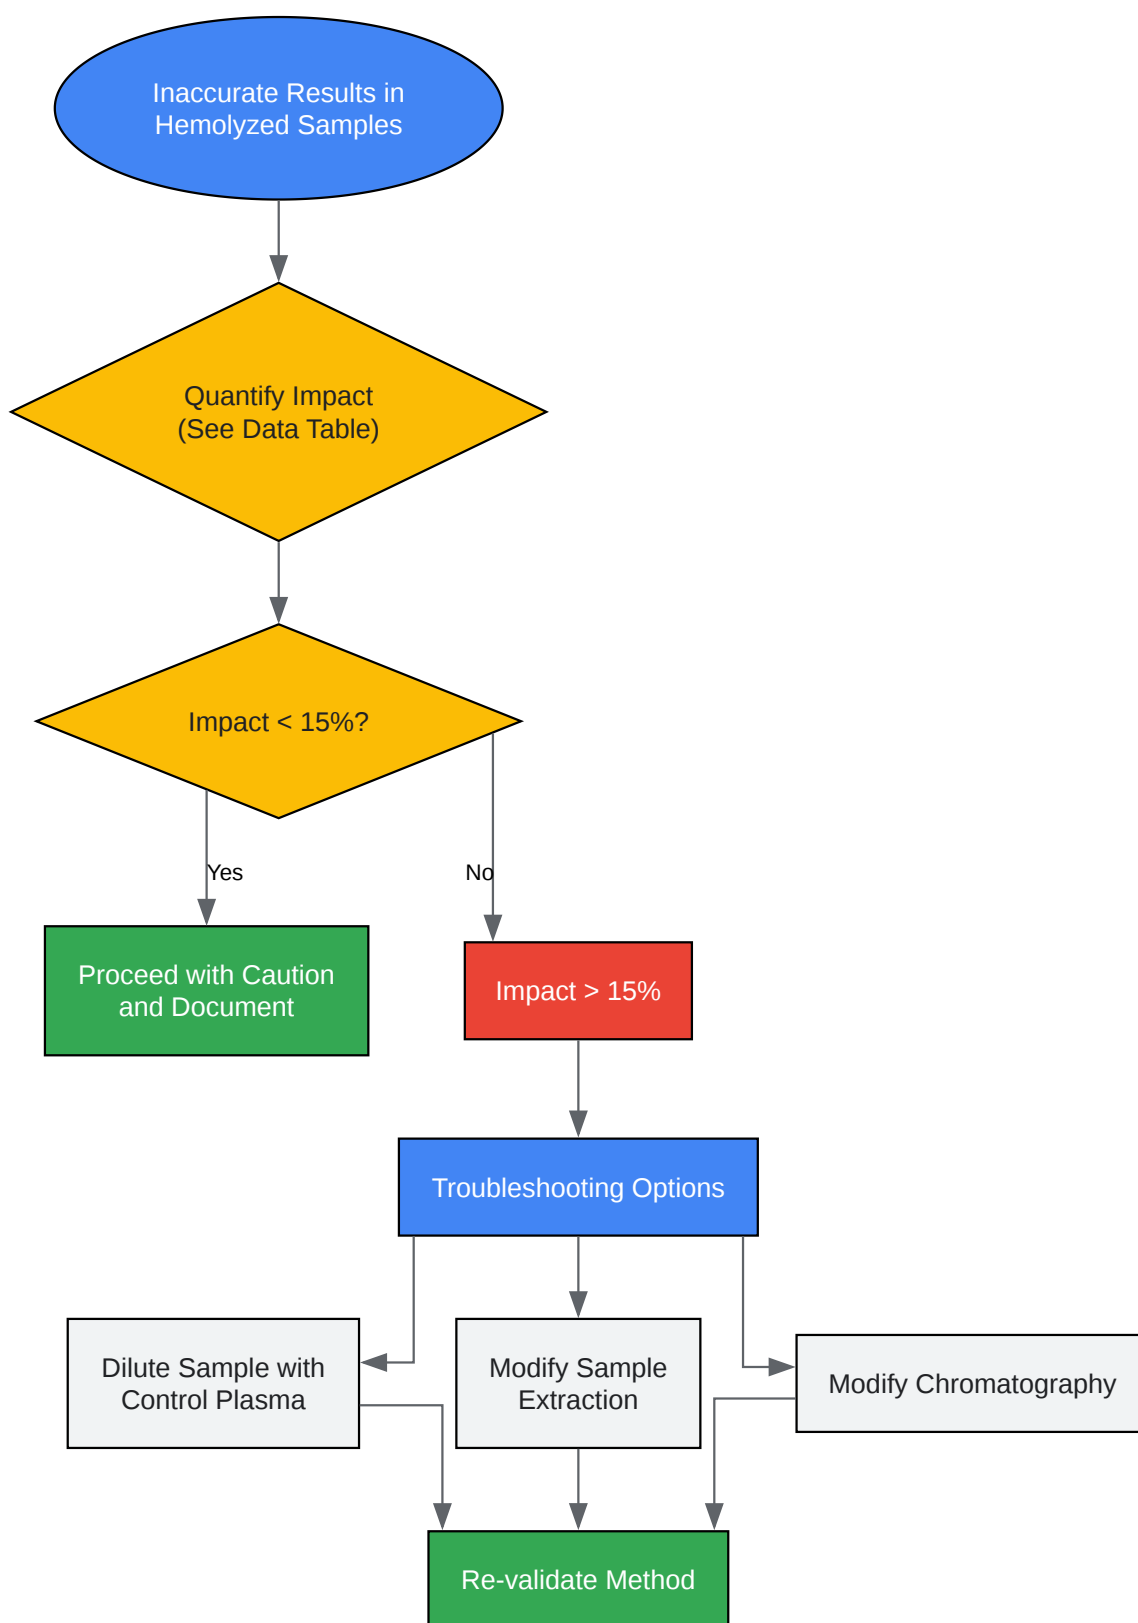 Inaccurate Results in
Hemolyzed Samples
Quantify Impact
(See Data Table)
Impact < 15%?
Yes
No
Proceed with Caution
and Document
Impact > 15%
Troubleshooting Options
Dilute Sample with
Control Plasma
Modify Sample
Extraction
Modify Chromatography
Re-validate Method